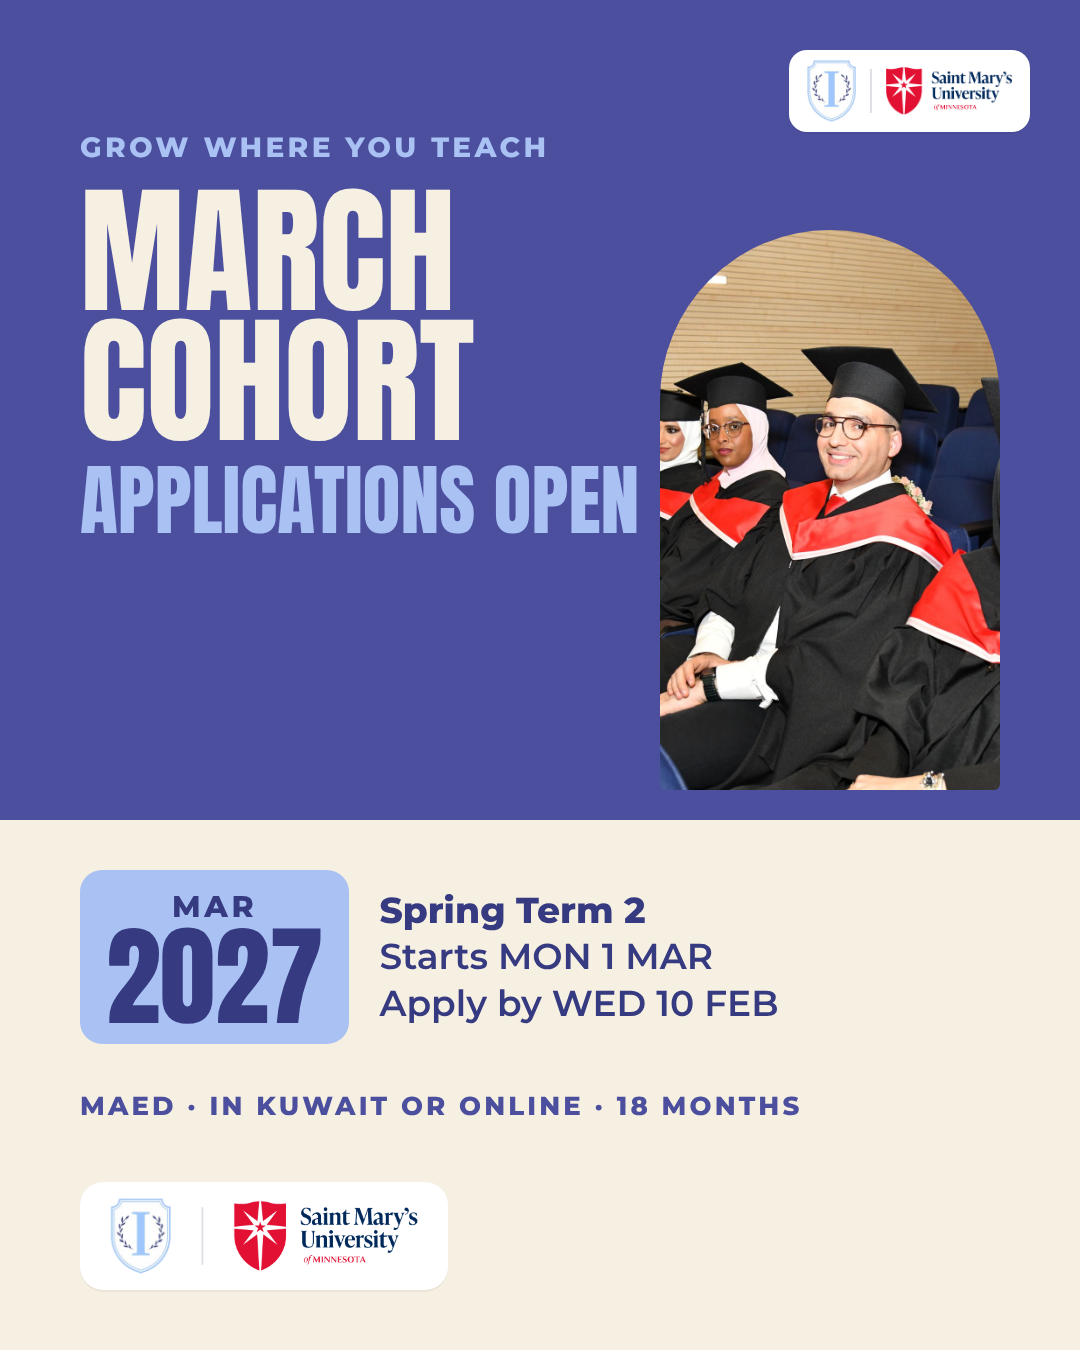 Saint Mary's
University
of MINNESOTA
GROW WHERE YOU TEACH
MARCH
COHORT
APPLICATIONS OPEN
MAR
2027
Spring Term 2
Starts MON 1 MAR
Apply by WED 10 FEB
MAED · IN KUWAIT OR ONLINE · 18 MONTHS
Saint Mary's
University
of MINNESOTA